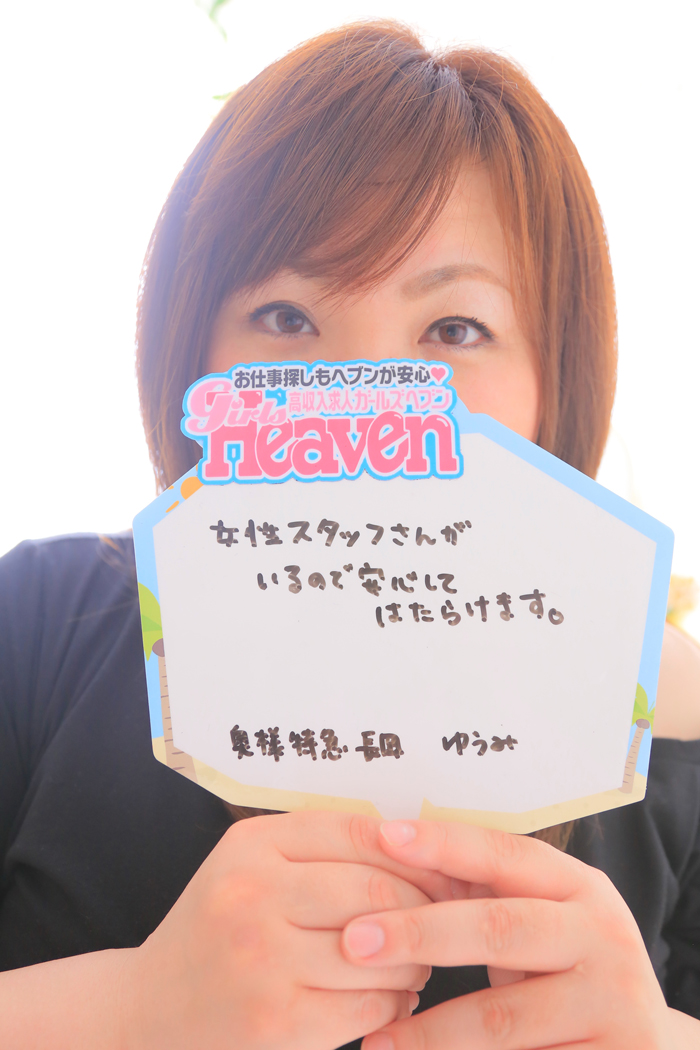 お仕事探しもヘブンが安心♥
高収入求人ガールズヘブン
Girls
Heaven
女性スタッフさんが
いるので安心して
はたらけます。
奥様特急長岡 ゆうみ